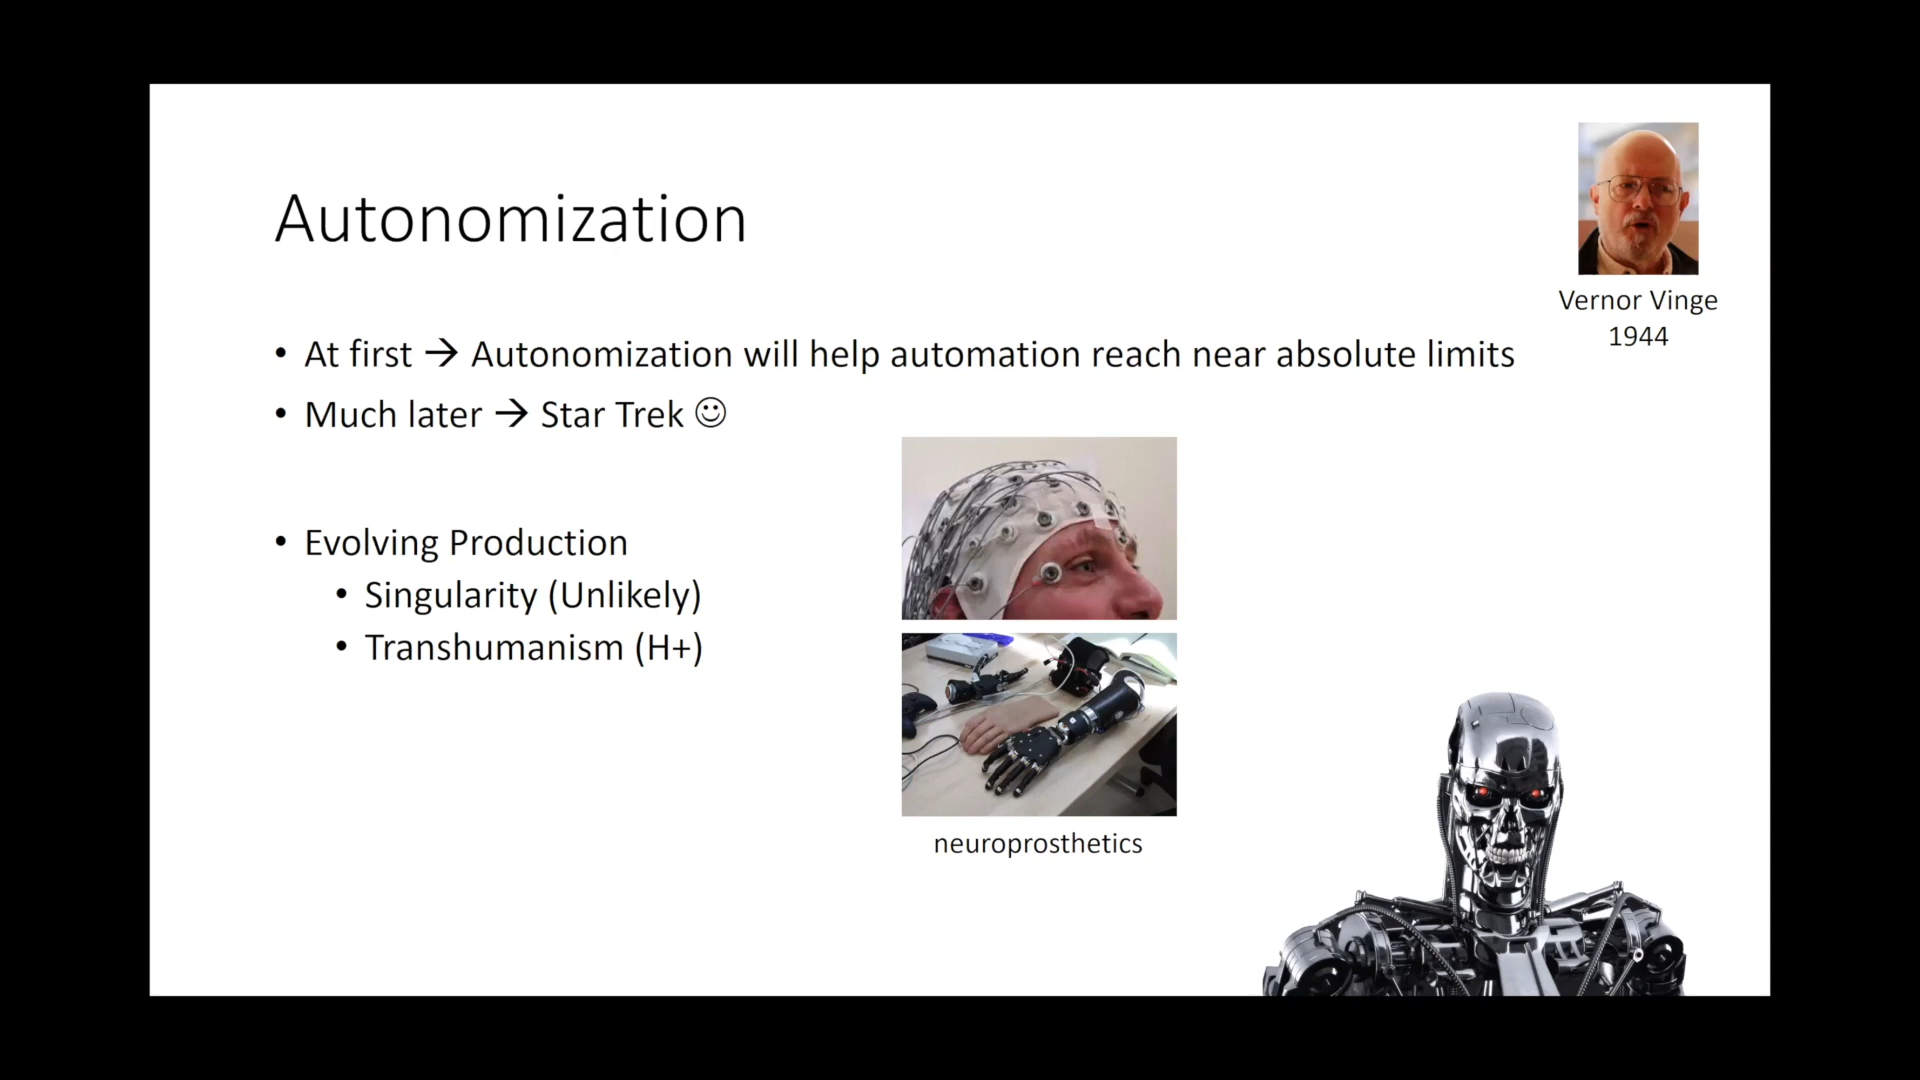 Autonomization
Vernor Vinge
1944
• At first → Autonomization will help automation reach near absolute limits
• Much later → Star Trek ☺
• Evolving Production
• Singularity (Unlikely)
• Transhumanism (H+)
neuroprosthetics